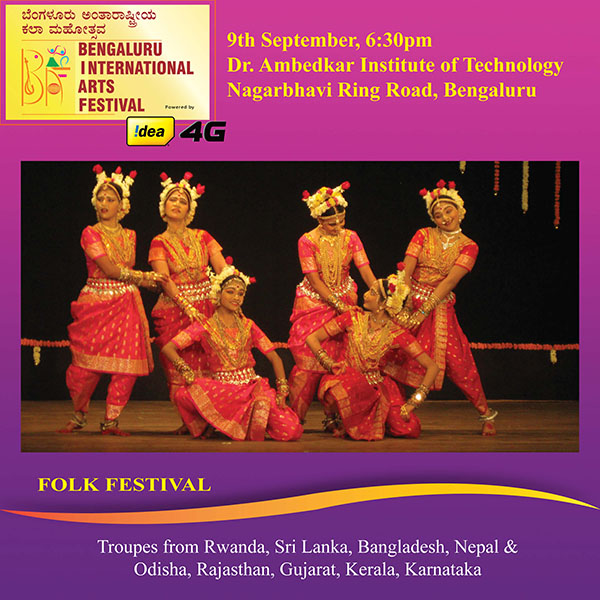 ಬೆಂಗಳೂರು ಅಂತಾರಾಷ್ಟ್ರೀಯ
ಕಲಾ ಮಹೋತ್ಸವ
BENGALURU
INTERNATIONAL
ARTS
FESTIVAL
Powered by
!dea 4G
9th September, 6:30pm
Dr. Ambedkar Institute of Technology
Nagarbhavi Ring Road, Bengaluru
FOLK FESTIVAL
Troupes from Rwanda, Sri Lanka, Bangladesh, Nepal &
Odisha, Rajasthan, Gujarat, Kerala, Karnataka